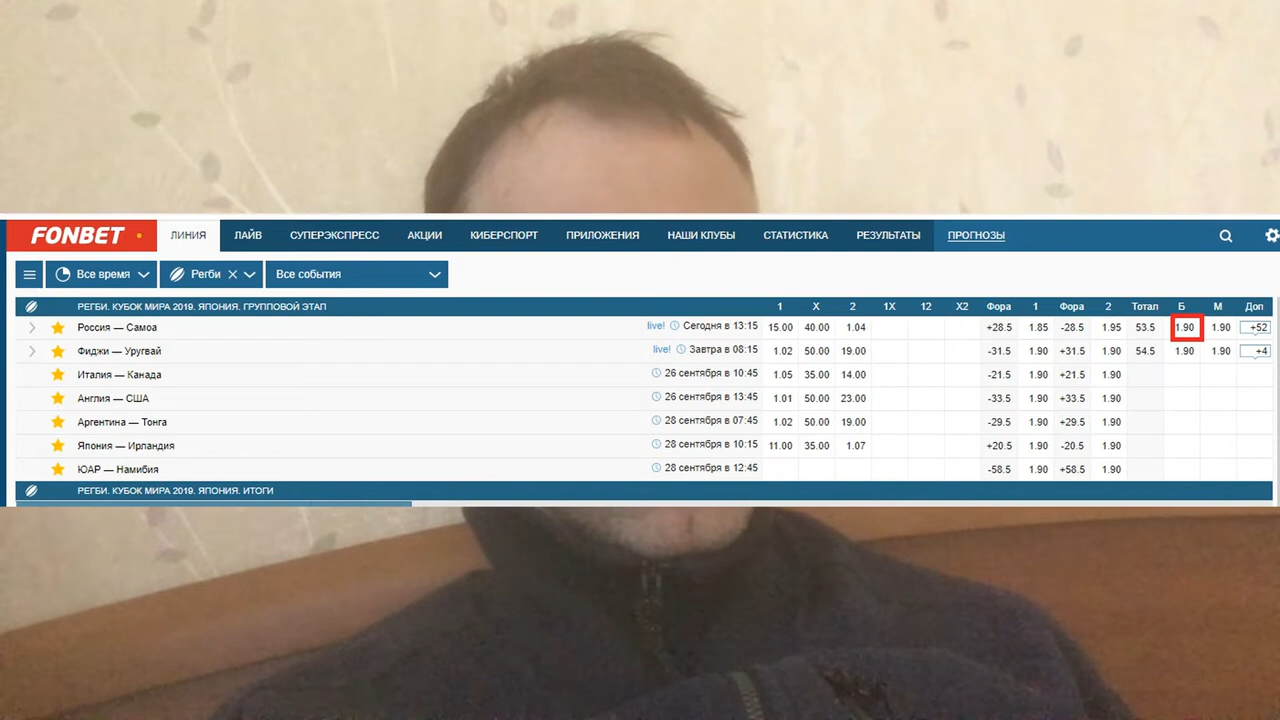 FONBET ЛИНИЯ ЛАЙВ СУПЕРЭКСПРЕСС АКЦИИ КИБЕРСПОРТ ПРИЛОЖЕНИЯ НАШИ КЛУБЫ СТАТИСТИКА РЕЗУЛЬТАТЫ ПРОГНОЗЫ
Все время Регби Все события
РЕГБИ. КУБОК МИРА 2019. ЯПОНИЯ. ГРУППОВОЙ ЭТАП 1 X 2 1X 12 X2 Фора 1 Фора 2 Тотал Б М Доп
Россия — Самоа live! Сегодня в 13:15 15.00 40.00 1.04 +28.5 1.85 -28.5 1.95 53.5 1.90 1.90 +52
Фиджи — Уругвай live! Завтра в 08:15 1.02 50.00 19.00 -31.5 1.90 +31.5 1.90 54.5 1.90 1.90 +4
Италия — Канада 26 сентября в 10:45 1.05 35.00 14.00 -21.5 1.90 +21.5 1.90
Англия — США 26 сентября в 13:45 1.01 50.00 23.00 -33.5 1.90 +33.5 1.90
Аргентина — Тонга 28 сентября в 07:45 1.02 50.00 19.00 -29.5 1.90 +29.5 1.90
Япония — Ирландия 28 сентября в 10:15 11.00 35.00 1.07 +20.5 1.90 -20.5 1.90
ЮАР — Намибия 28 сентября в 12:45 -58.5 1.90 +58.5 1.90
РЕГБИ. КУБОК МИРА 2019. ЯПОНИЯ. ИТОГИ